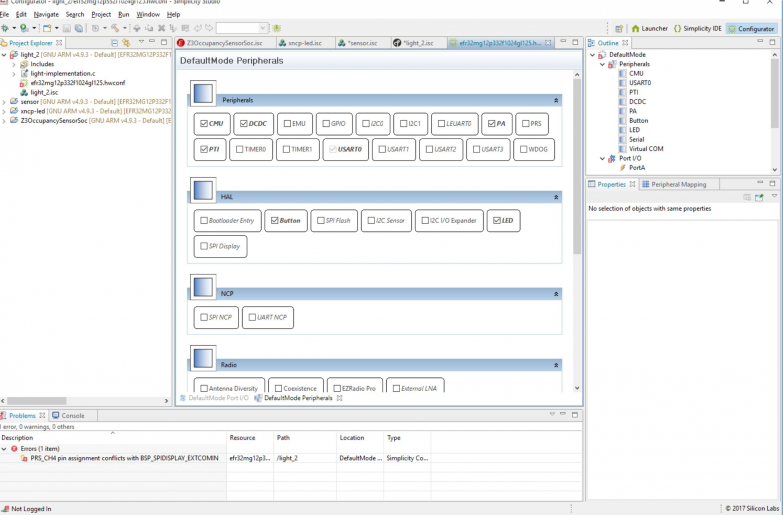 Configurator - light_2/efr32mg12p332f1024gl125.hwconf - Simplicity Studio
File Edit Navigate Search Project Run Window Help
Launcher Simplicity IDE Configurator
Project Explorer
light_2 [GNU ARM v4.9.3 - Default] [EFR32MG12P332F1
Includes
light-implementation.c
efr32mg12p332f1024gl125.hwconf
light_2.isc
sensor [GNU ARM v4.9.3 - Default] [EFR32MG12P332
xncp-led [GNU ARM v4.9.3 - Default] [EFR32MG12P3
Z3OccupancySensorSoc [GNU ARM v4.9.3 - Default] [E
Z3OccupancySensorSoc.isc xncp-led.isc *sensor.isc *light_2.isc efr32mg12p332f1024gl125.h...
DefaultMode Peripherals
Peripherals
CMU DCDC EMU GPIO I2C0 I2C1 LEUART0 PA PRS
PTI TIMER0 TIMER1 USART0 USART1 USART2 USART3 WDOG
HAL
Bootloader Entry Button SPI Flash I2C Sensor I2C I/O Expander LED
SPI Display
NCP
SPI NCP UART NCP
Radio
Antenna Diversity Coexistence EZRadio Pro External LNA
DefaultMode Port I/O DefaultMode Peripherals
Outline
DefaultMode
Peripherals
CMU
USART0
PTI
DCDC
PA
Button
LED
Serial
Virtual COM
Port I/O
PortA
Properties Peripheral Mapping
No selection of objects with same properties
Problems Console
1 error, 0 warnings, 0 others
Description Resource Path Location Type
Errors (1 item)
PRS_CH4 pin assignment conflicts with BSP_SPIDISPLAY_EXTCOMIN efr32mg12p3... /light_2 DefaultMode ... Simplicity Co...
Not Logged In © 2017 Silicon Labs